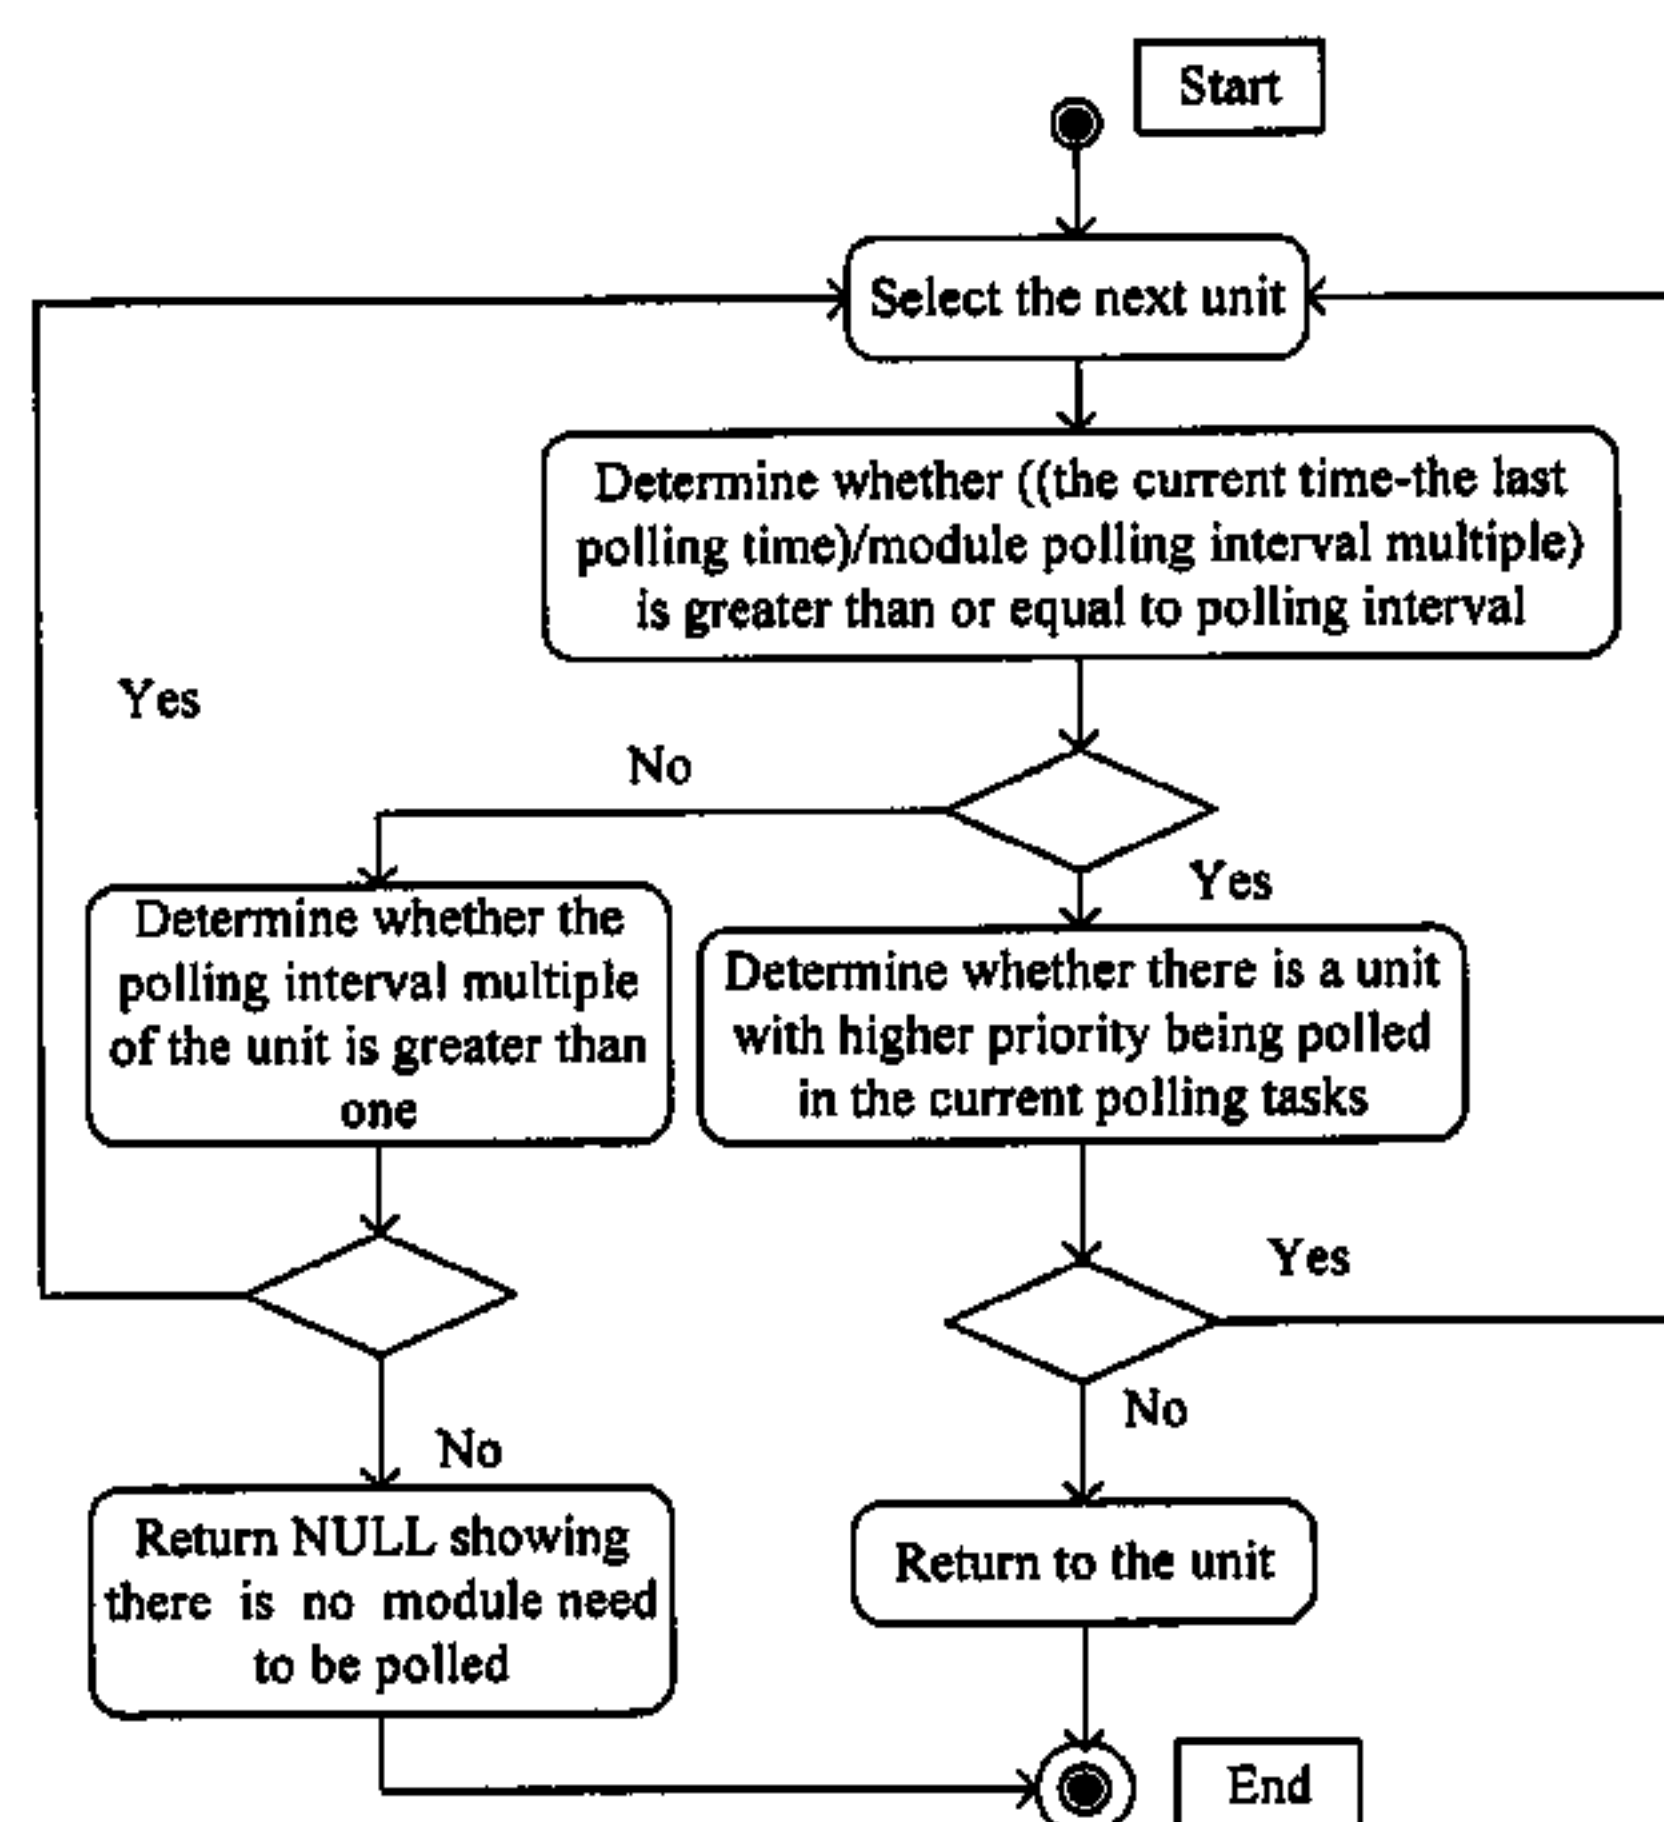 Start
Select the next unit
Determine whether ((the current time-the last
polling time)/module polling interval multiple)
is greater than or equal to polling interval
Yes
No
Yes
Determine whether the
polling interval multiple
of the unit is greater than
one
Determine whether there is a unit
with higher priority being polled
in the current polling tasks
Yes
No
No
Return NULL showing
there is no module need
to be polled
Return to the unit
End